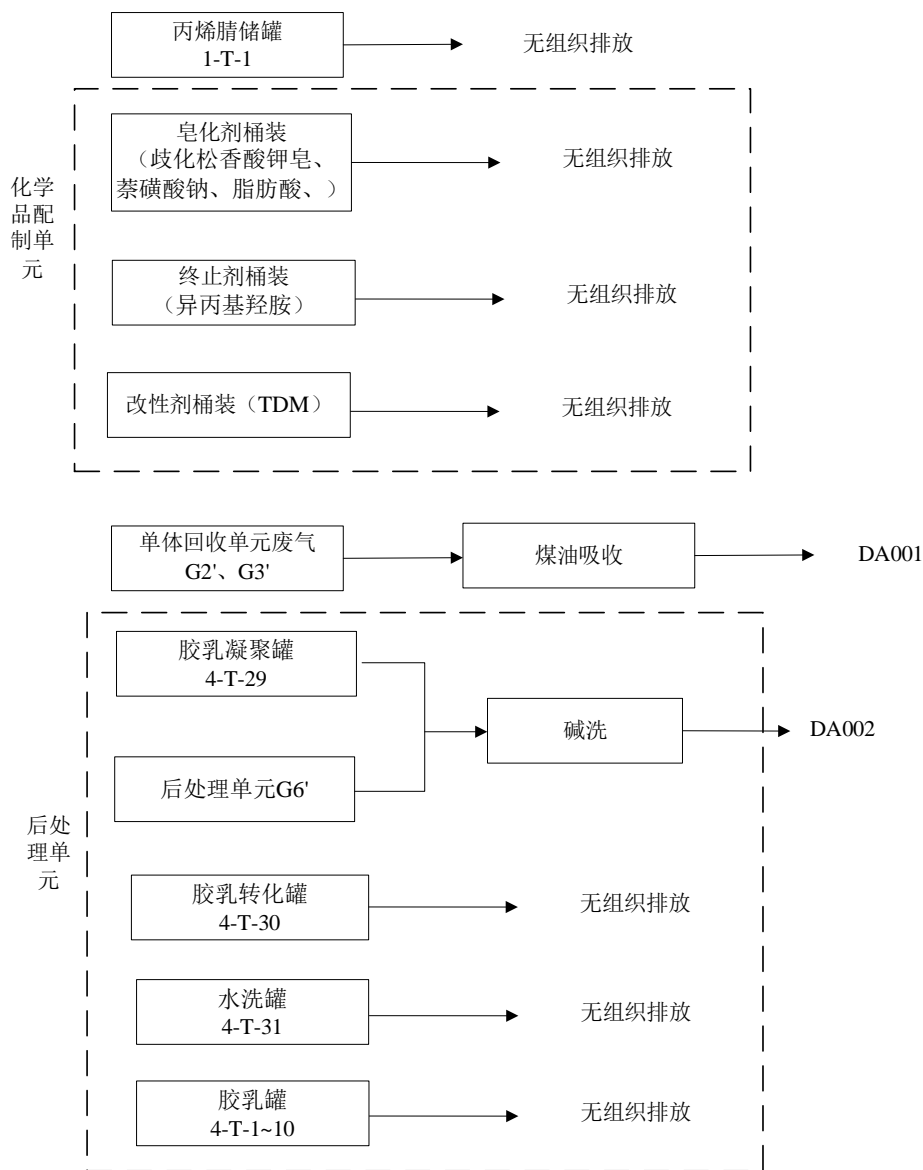 丙烯腈储罐
1-T-1
无组织排放
化学
品配
制单
元
皂化剂桶装
（歧化松香酸钾皂、
萘磺酸钠、脂肪酸、）
无组织排放
终止剂桶装
（异丙基羟胺）
无组织排放
改性剂桶装（TDM）
无组织排放
单体回收单元废气
G2'、G3'
煤油吸收
DA001
后处
理单
元
胶乳凝聚罐
4-T-29
碱洗
DA002
后处理单元G6'
胶乳转化罐
4-T-30
无组织排放
水洗罐
4-T-31
无组织排放
胶乳罐
4-T-1~10
无组织排放